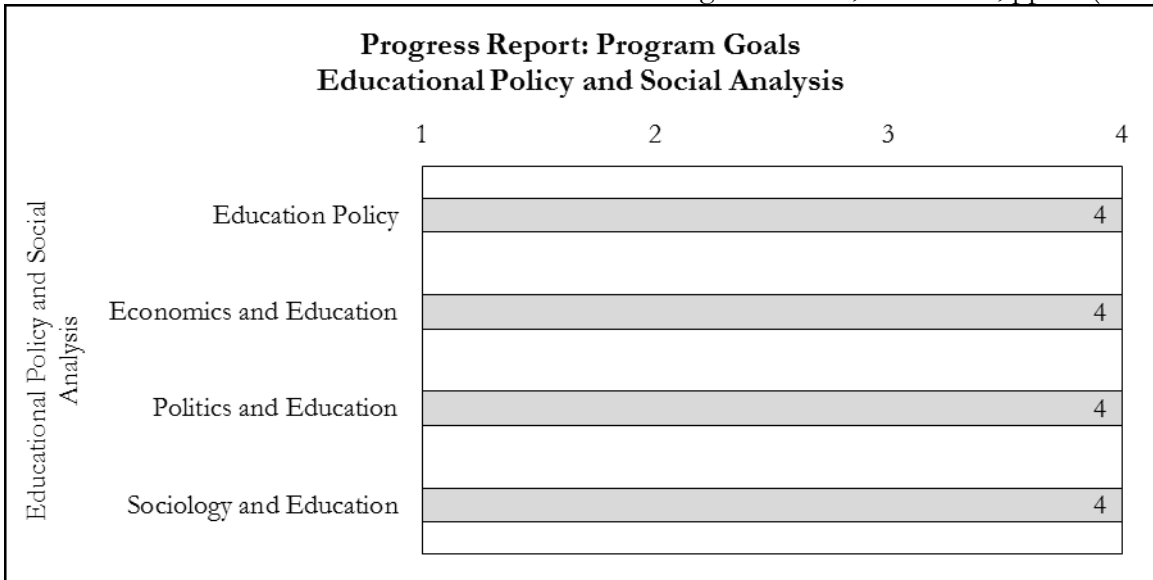 Progress Report: Program Goals
Educational Policy and Social Analysis
1 2 3 4
Educational Policy and Social
Analysis
Education Policy 4
Economics and Education 4
Politics and Education 4
Sociology and Education 4